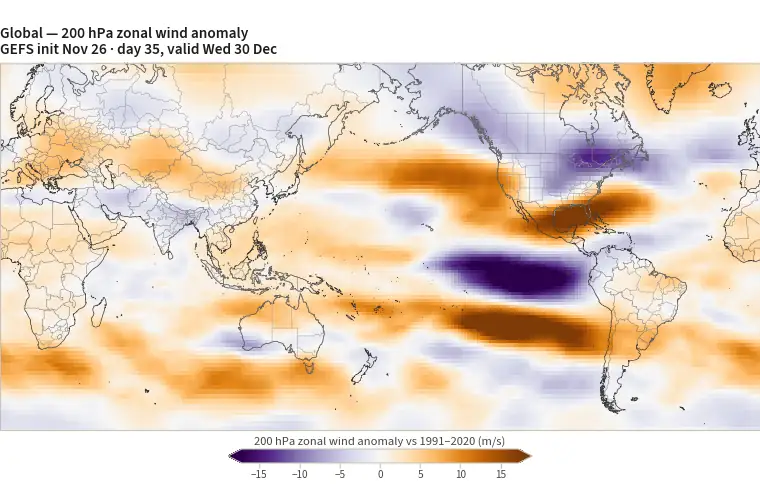 Global — 200 hPa zonal wind anomaly
GEFS init Nov 26 · day 35, valid Wed 30 Dec
200 hPa zonal wind anomaly vs 1991–2020 (m/s)
−15 −10 −5 0 5 10 15